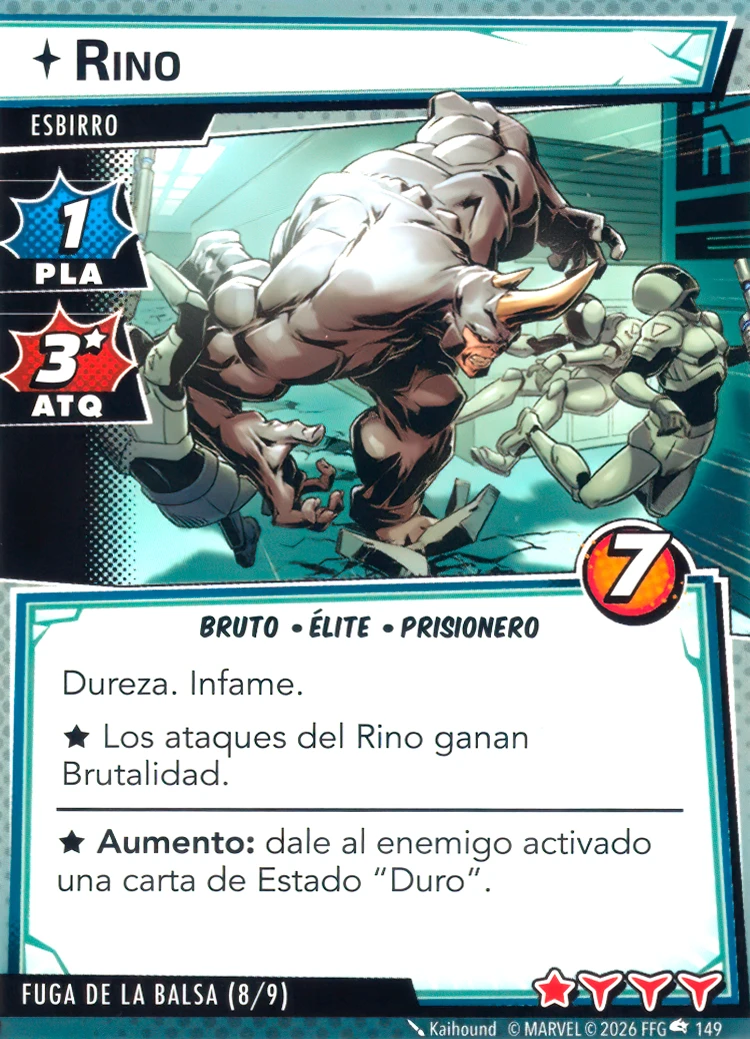 Rino
ESBIRRO
1
PLA
3
ATQ
7
BRUTO • ÉLITE • PRISIONERO
Dureza. Infame.
★ Los ataques del Rino ganan
Brutalidad.
★ Aumento: dale al enemigo activado
una carta de Estado “Duro”.
FUGA DE LA BALSA (8/9)
Kaihound © MARVEL © 2026 FFG 149